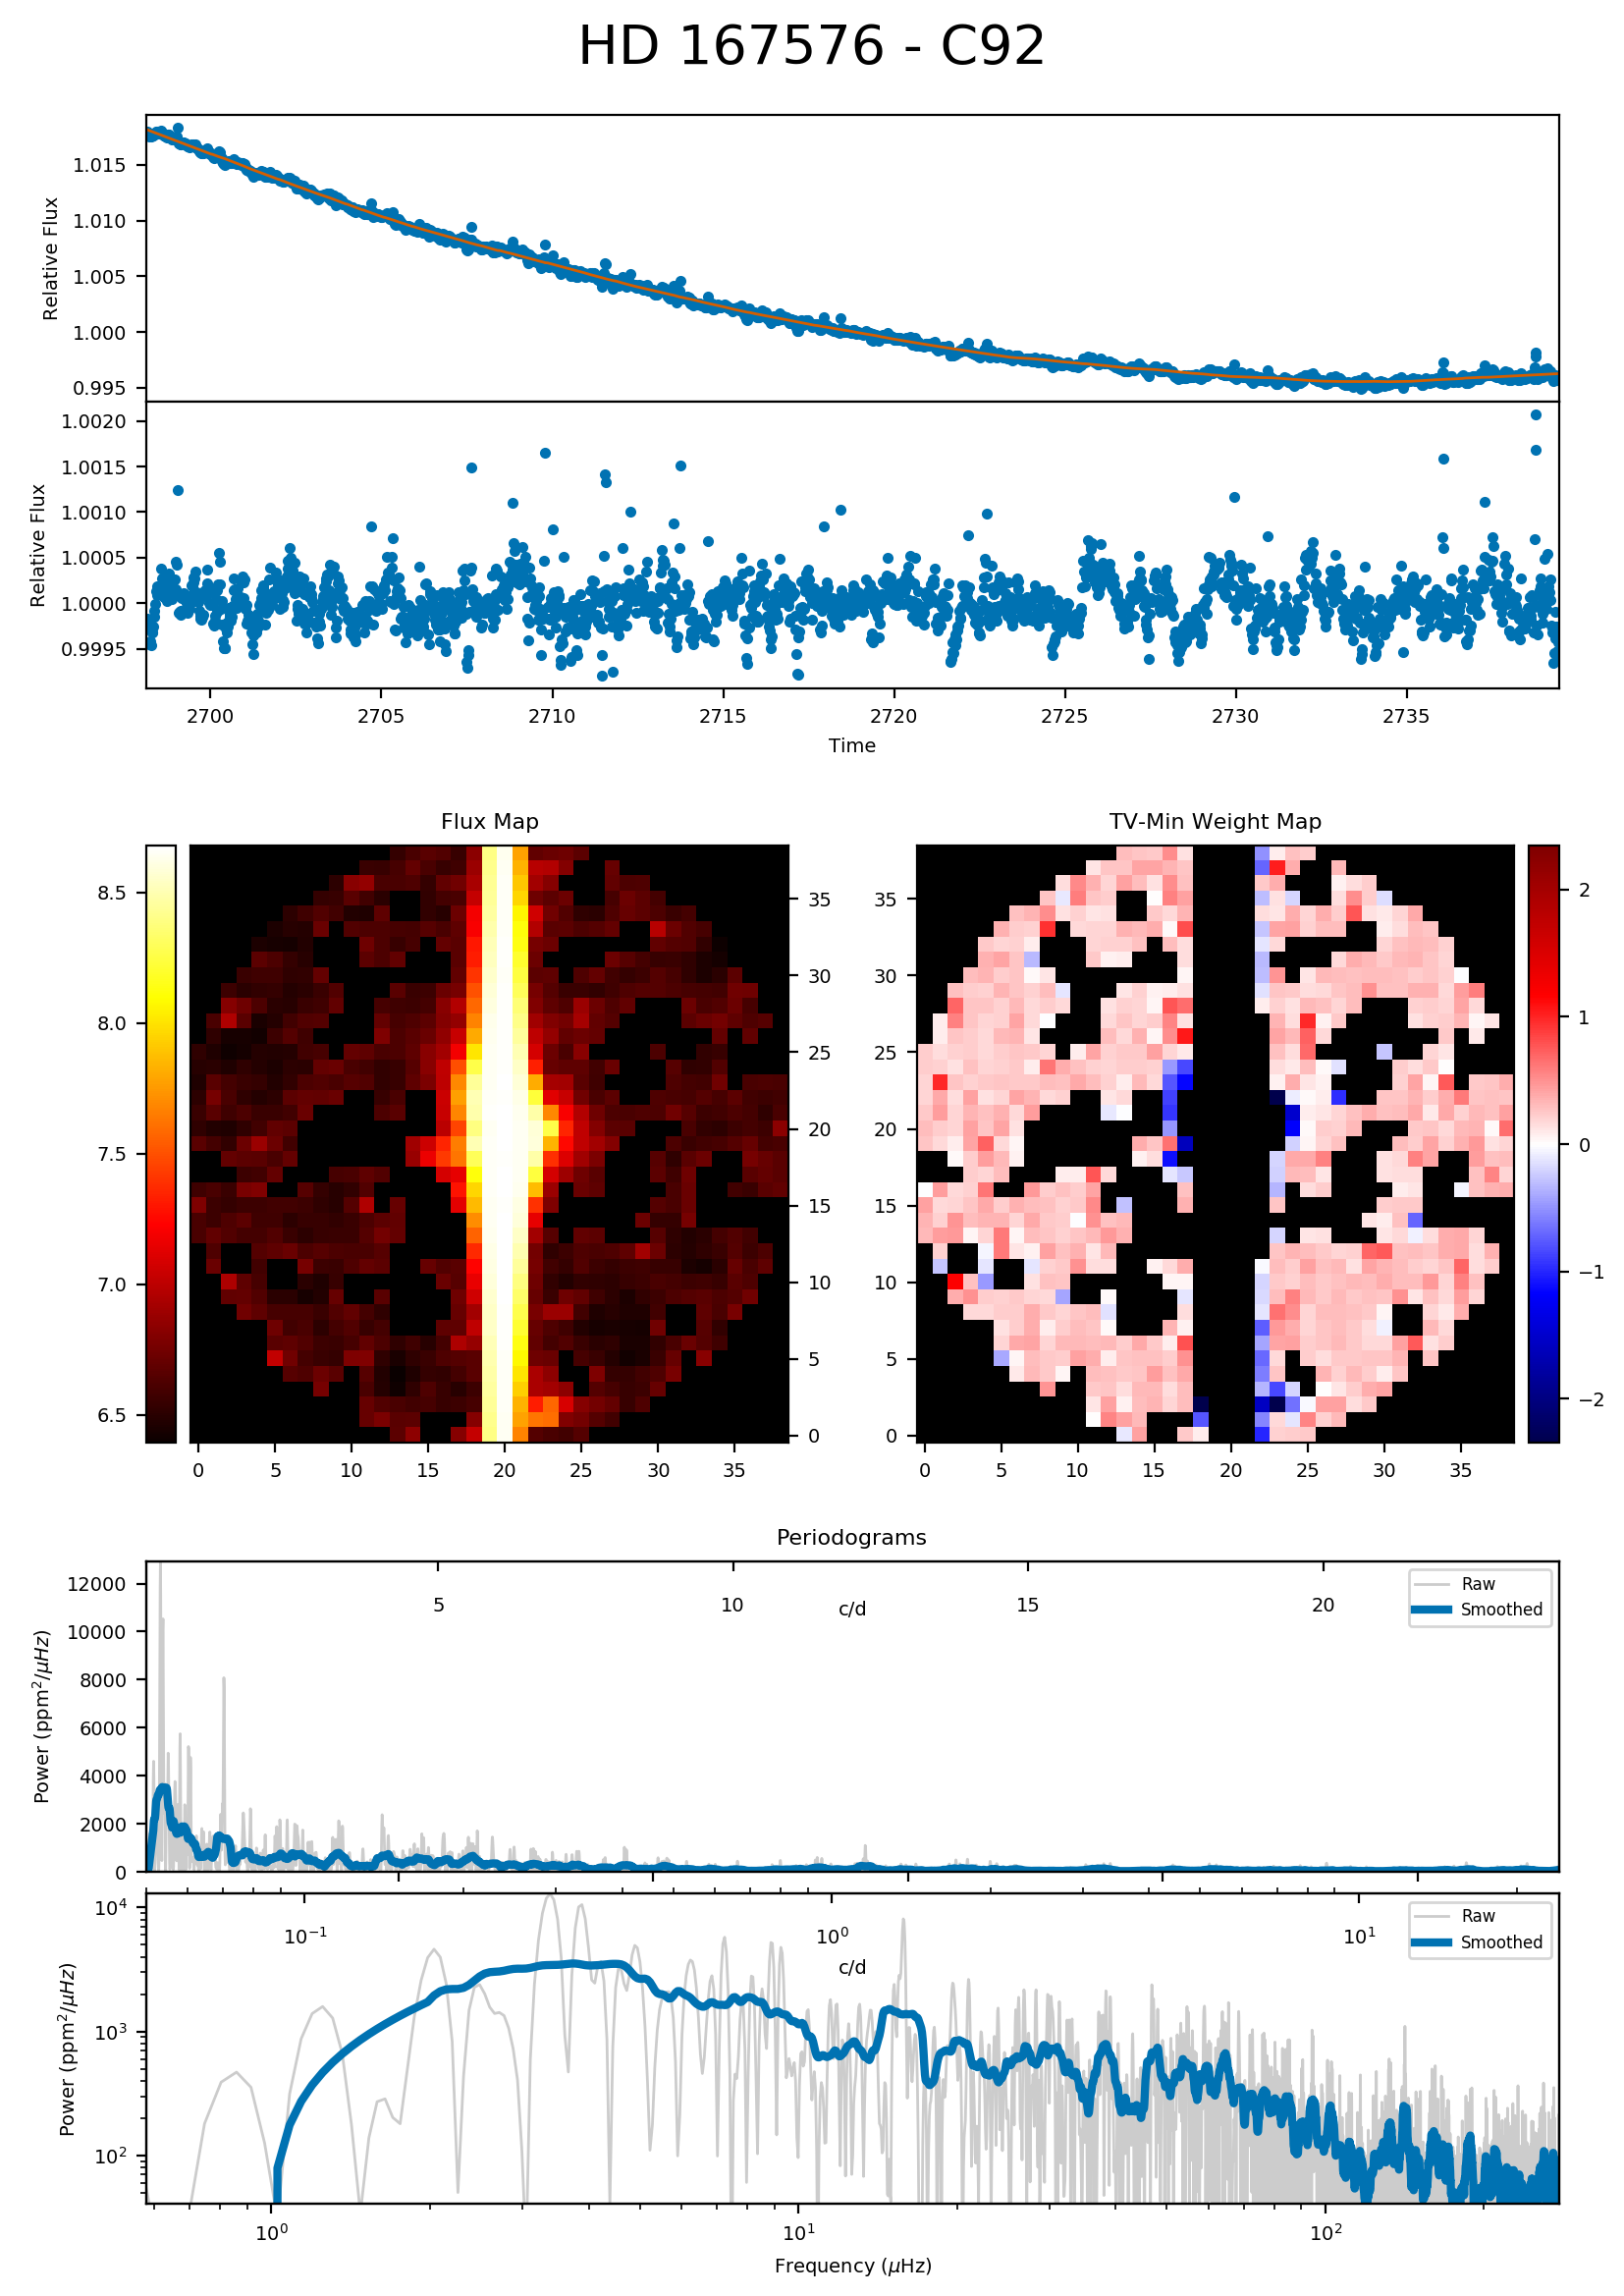 HD 167576 - C92
Relative Flux
1.015
1.010
1.005
1.000
0.995
Relative Flux
1.0020
1.0015
1.0010
1.0005
1.0000
0.9995
2700 2705 2710 2715 2720 2725 2730 2735
Time
Flux Map
8.5
8.0
7.5
7.0
6.5
35
30
25
20
15
10
5
0
0 5 10 15 20 25 30 35
TV-Min Weight Map
35
30
25
20
15
10
5
0
0 5 10 15 20 25 30 35
2
1
0
−1
−2
Periodograms
Power (ppm²/μHz)
12000
10000
8000
6000
4000
2000
0
5 10 15 20
c/d
Raw
Smoothed
Power (ppm²/μHz)
10⁴
10³
10²
10⁻¹ 10⁰ 10¹
c/d
Raw
Smoothed
10⁰ 10¹ 10²
Frequency (μHz)